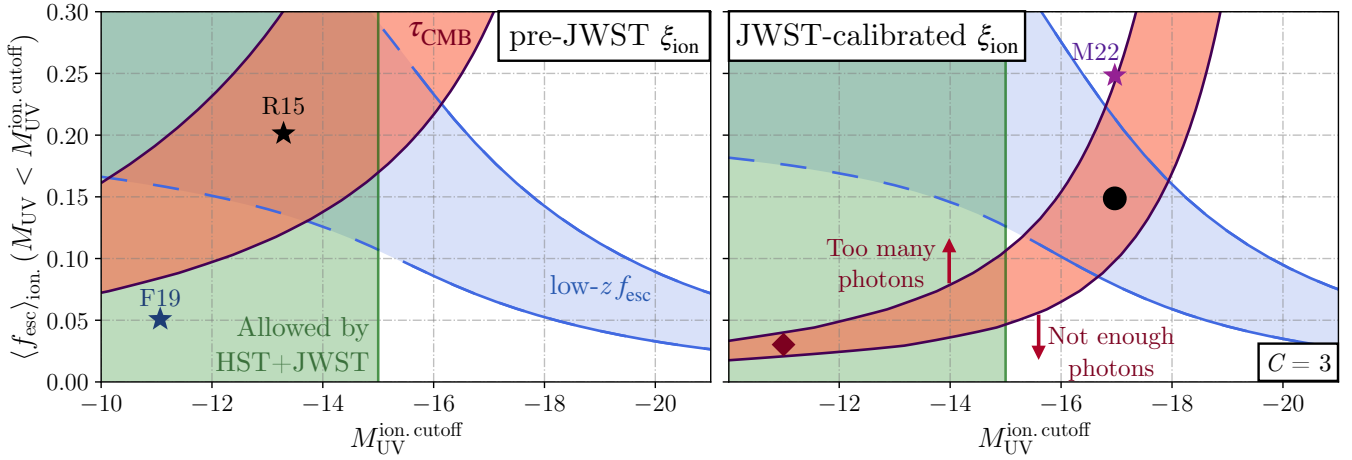 0.30
0.25
0.20
0.15
0.10
0.05
0.00
⟨f_esc⟩_ion. (M_UV < M_UV^ion. cutoff)
τ_CMB
pre-JWST ξ_ion
R15
F19
low-z f_esc
Allowed by
HST+JWST
−10
−12
−14
−16
−18
−20
M_UV^ion. cutoff
JWST-calibrated ξ_ion
M22
Too many
photons
Not enough
photons
C = 3
−12
−14
−16
−18
−20
M_UV^ion. cutoff